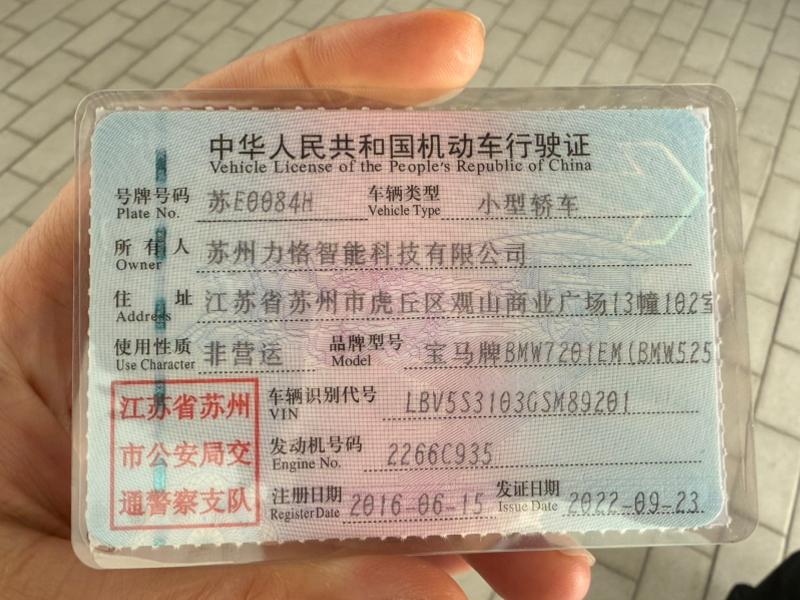 中华人民共和国机动车行驶证
Vehicle License of the People's Republic of China
号牌号码 苏E0084H 车辆类型 小型轿车
Plate No. Vehicle Type
所有人 苏州力恪智能科技有限公司
Owner
住址 江苏省苏州市虎丘区观山商业广场13幢102室
Address
使用性质 非营运 品牌型号 宝马牌BMW7201EM(BMW525
Use Character Model
江苏省苏州 车辆识别代号 LBV5S3103GSM89201
VIN
市公安局交 发动机号码 2266C935
Engine No.
通警察支队 注册日期 2016-06-15 发证日期 2022-09-23
Register Date Issue Date